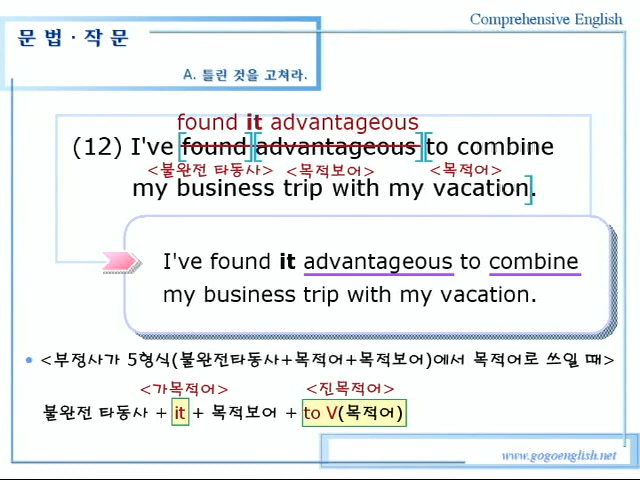 Comprehensive English
문 법 · 작 문
A. 틀린 것을 고쳐라.
found it advantageous
(12) I've [found][advantageous][to combine
<불완전 타동사> <목적보어> <목적어>
my business trip with my vacation].
I've found it advantageous to combine
my business trip with my vacation.
• <부정사가 5형식(불완전타동사+목적어+목적보어)에서 목적어로 쓰일 때>
<가목적어> <진목적어>
불완전 타동사 + it + 목적보어 + to V(목적어)
www.gogoenglish.net